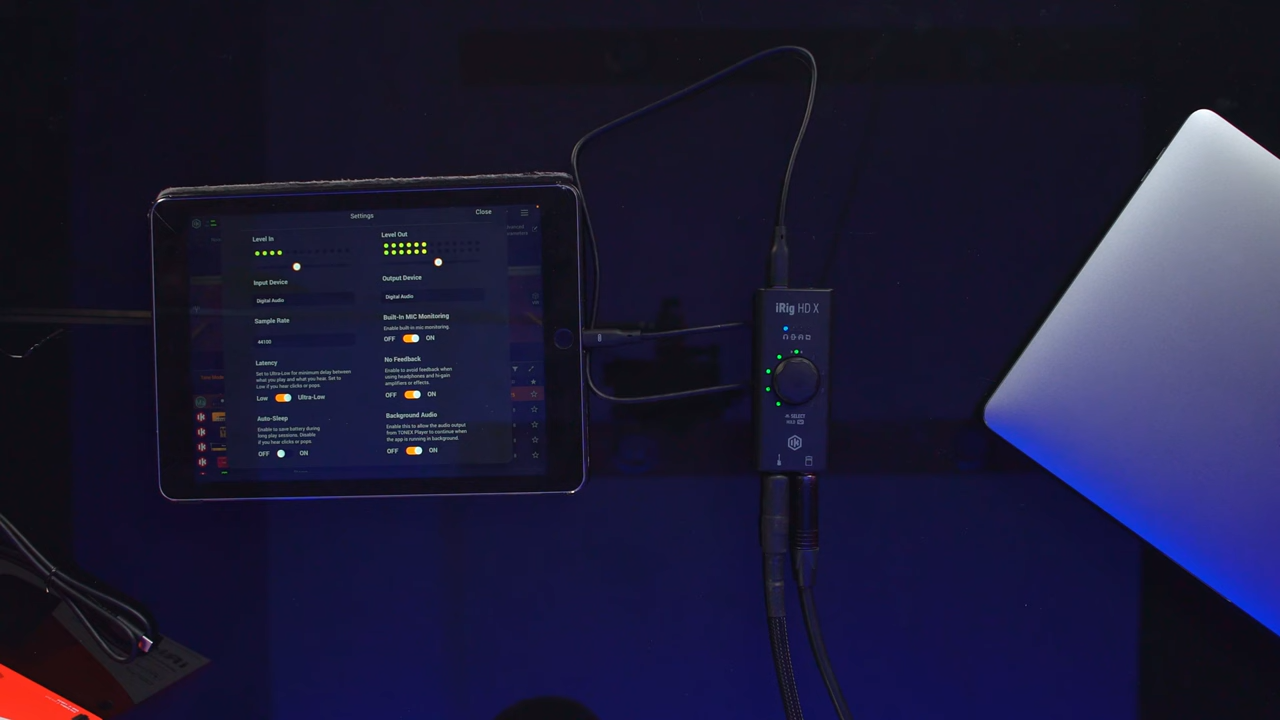 Settings
Close
Level In
Input Device
Digital Audio
Sample Rate
44100
Latency
Set to Ultra-Low for minimum delay between
what you play and what you hear. Set to
Low if you hear clicks or pops.
Low
Ultra-Low
Auto-Sleep
Enable to save battery during
long play sessions. Disable
if you hear clicks or pops.
OFF
ON
Level Out
Output Device
Digital Audio
Built-In MIC Monitoring
Enable built-in mic monitoring.
OFF
ON
No Feedback
Enable to avoid feedback when
using headphones and hi-gain
amplifiers or effects.
OFF
ON
Background Audio
Enable this to allow the audio output
from TONEX Player to continue when
the app is running in background.
OFF
ON
iRig HD X
SELECT
HOLD